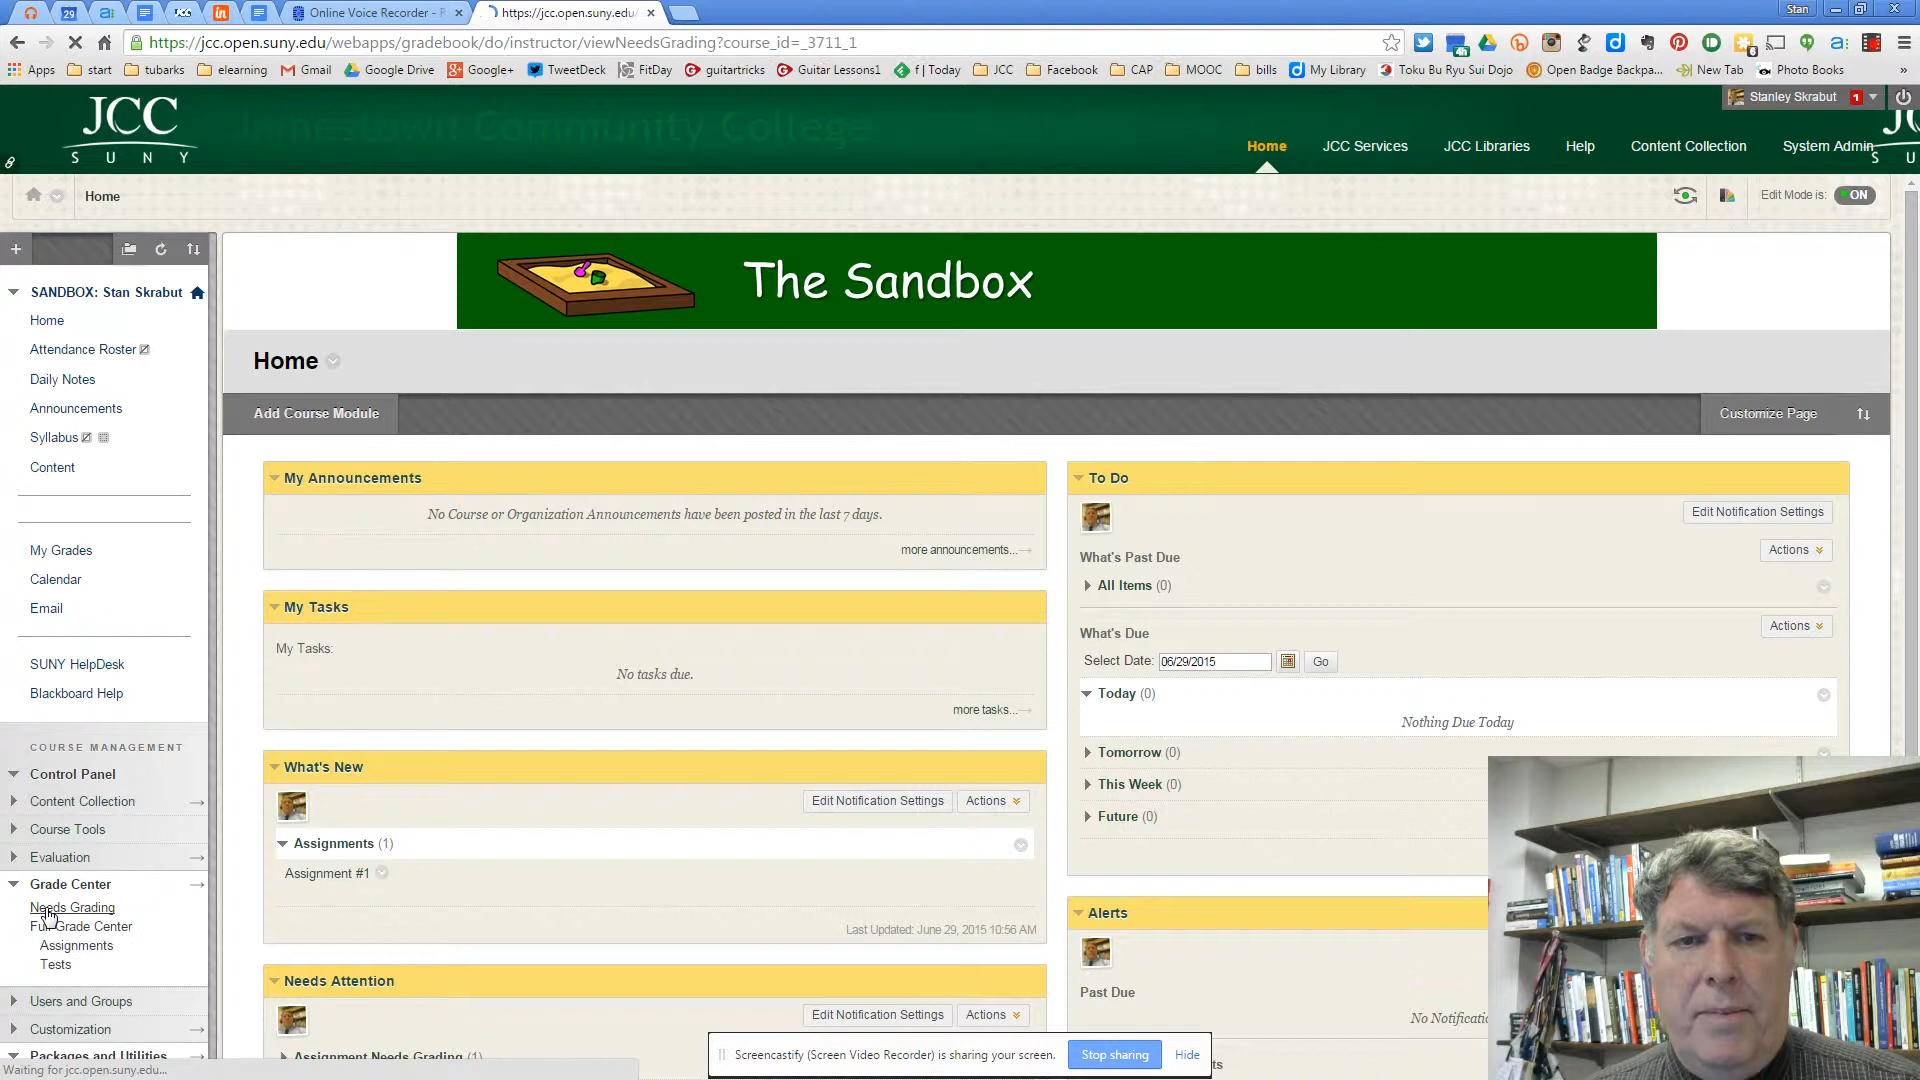 29
Online Voice Recorder - R
https://jcc.open.suny.edu/
Stan
https://jcc.open.suny.edu/webapps/gradebook/do/instructor/viewNeedsGrading?course_id=_3711_1
Apps start tubarks elearning Gmail Google Drive Google+ TweetDeck FitDay guitartricks Guitar Lessons1 f | Today JCC Facebook CAP MOOC bills My Library Toku Bu Ryu Sui Dojo Open Badge Backpa... New Tab Photo Books »
JCC
SUNY
Jamestown Community College
Stanley Skrabut 1
Home JCC Services JCC Libraries Help Content Collection System Admin
Home
Edit Mode is: ON
The Sandbox
SANDBOX: Stan Skrabut
Home
Attendance Roster
Daily Notes
Announcements
Syllabus
Content
My Grades
Calendar
Email
SUNY HelpDesk
Blackboard Help
COURSE MANAGEMENT
Control Panel
Content Collection
Course Tools
Evaluation
Grade Center
Needs Grading
Full Grade Center
Assignments
Tests
Users and Groups
Customization
Packages and Utilities
Waiting for jcc.open.suny.edu...
Home
Add Course Module
Customize Page
My Announcements
No Course or Organization Announcements have been posted in the last 7 days.
more announcements...
My Tasks
My Tasks:
No tasks due.
more tasks...
What's New
Edit Notification Settings Actions
Assignments (1)
Assignment #1
Last Updated: June 29, 2015 10:56 AM
Needs Attention
Edit Notification Settings Actions
Assignment Needs Grading (1)
To Do
Edit Notification Settings
What's Past Due
Actions
All Items (0)
What's Due
Actions
Select Date: 06/29/2015 Go
Today (0)
Nothing Due Today
Tomorrow (0)
This Week (0)
Future (0)
Alerts
Past Due
No Notificati
Screencastify (Screen Video Recorder) is sharing your screen. Stop sharing Hide